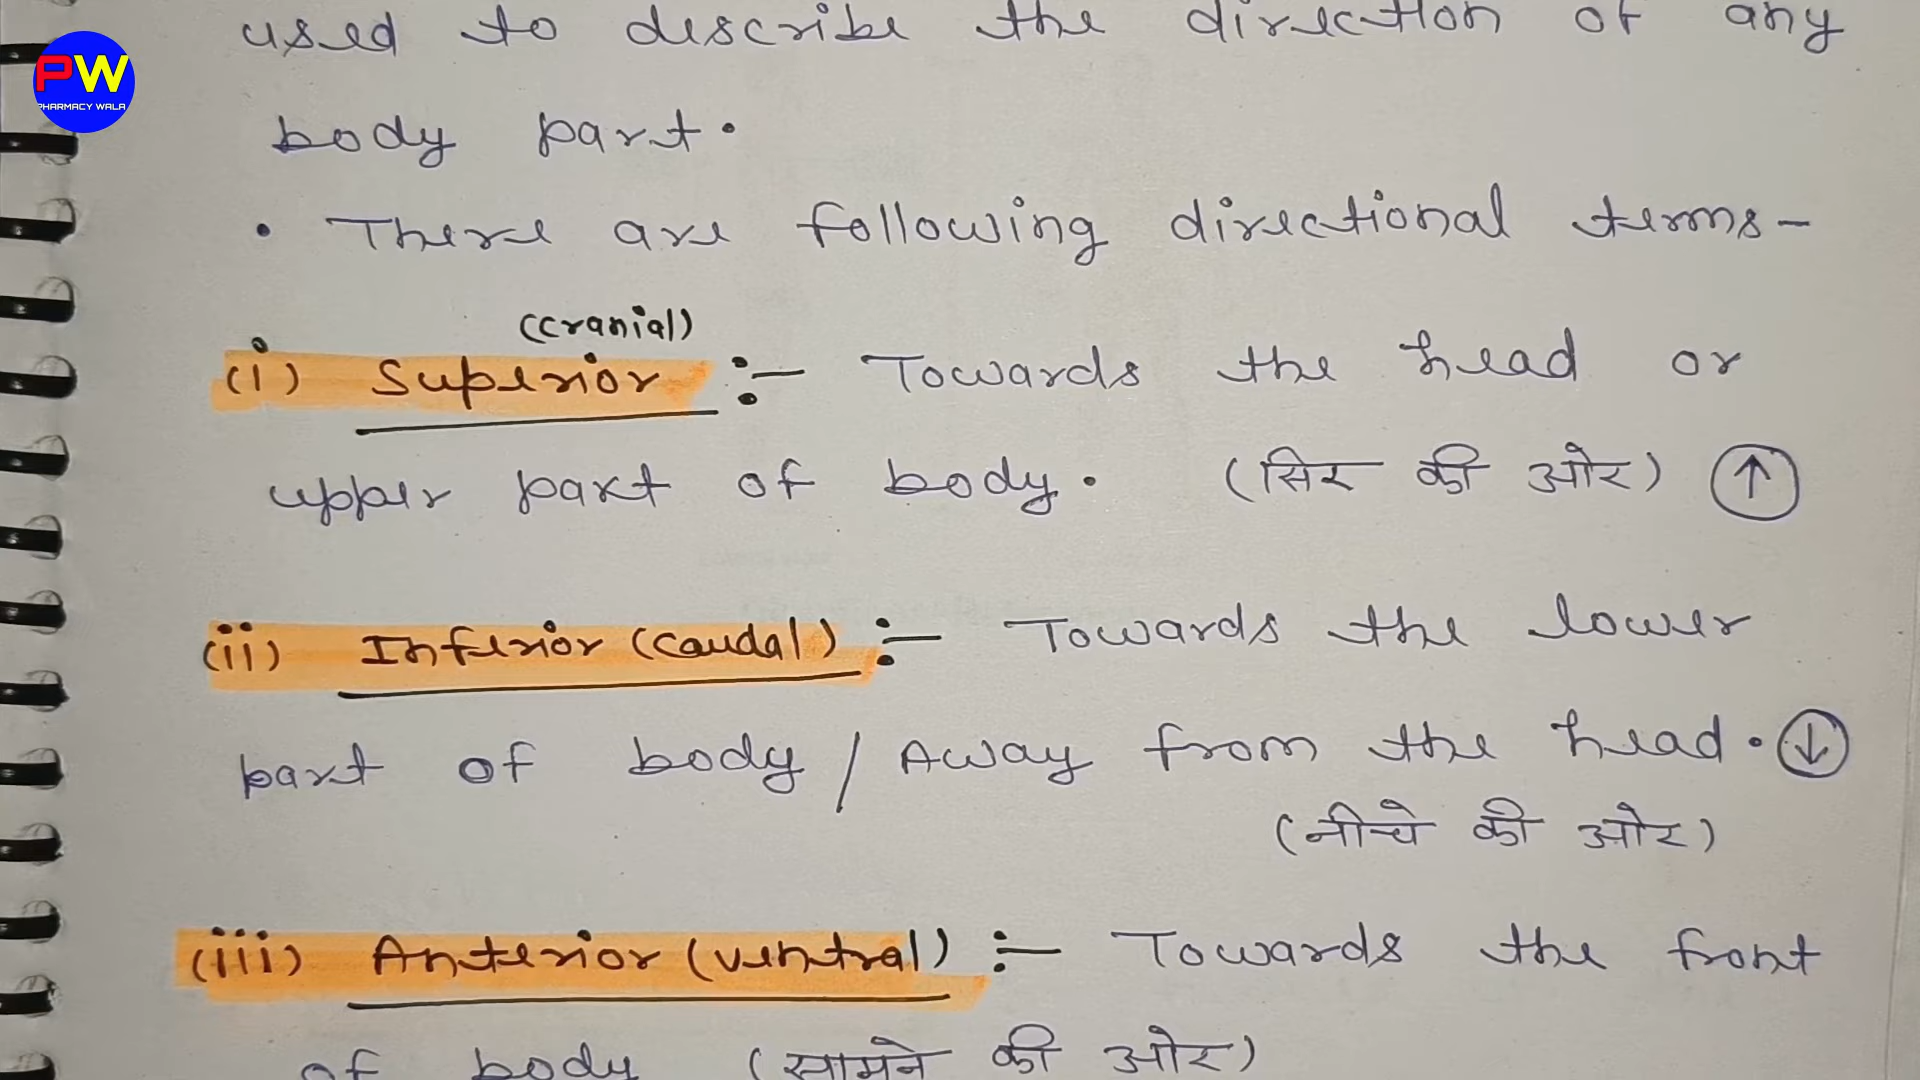 used to describe the direction of any
PW
PHARMACY WALA
body part.
• There are following directional terms-
(cranial)
(i) Superior :- Towards the head or
upper part of body. (सिर की ओर) ↑
(ii) Inferior (caudal) :- Towards the lower
part of body / Away from the head. ↓
(नीचे की ओर)
(iii) Anterior (ventral) :- Towards the front
of body (सामने की ओर)